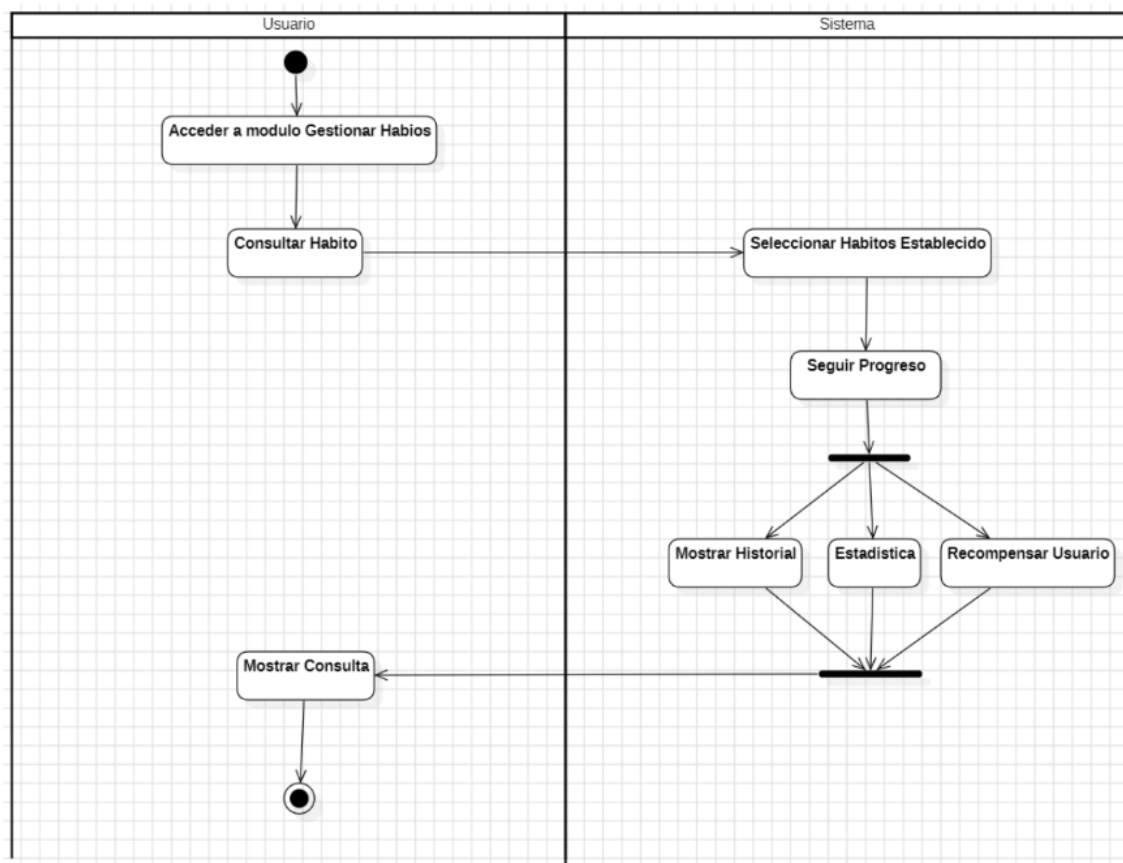 Usuario
Sistema
Acceder a modulo Gestionar Habios
Consultar Habito
Seleccionar Habitos Establecido
Seguir Progreso
Mostrar Historial
Estadistica
Recompensar Usuario
Mostrar Consulta